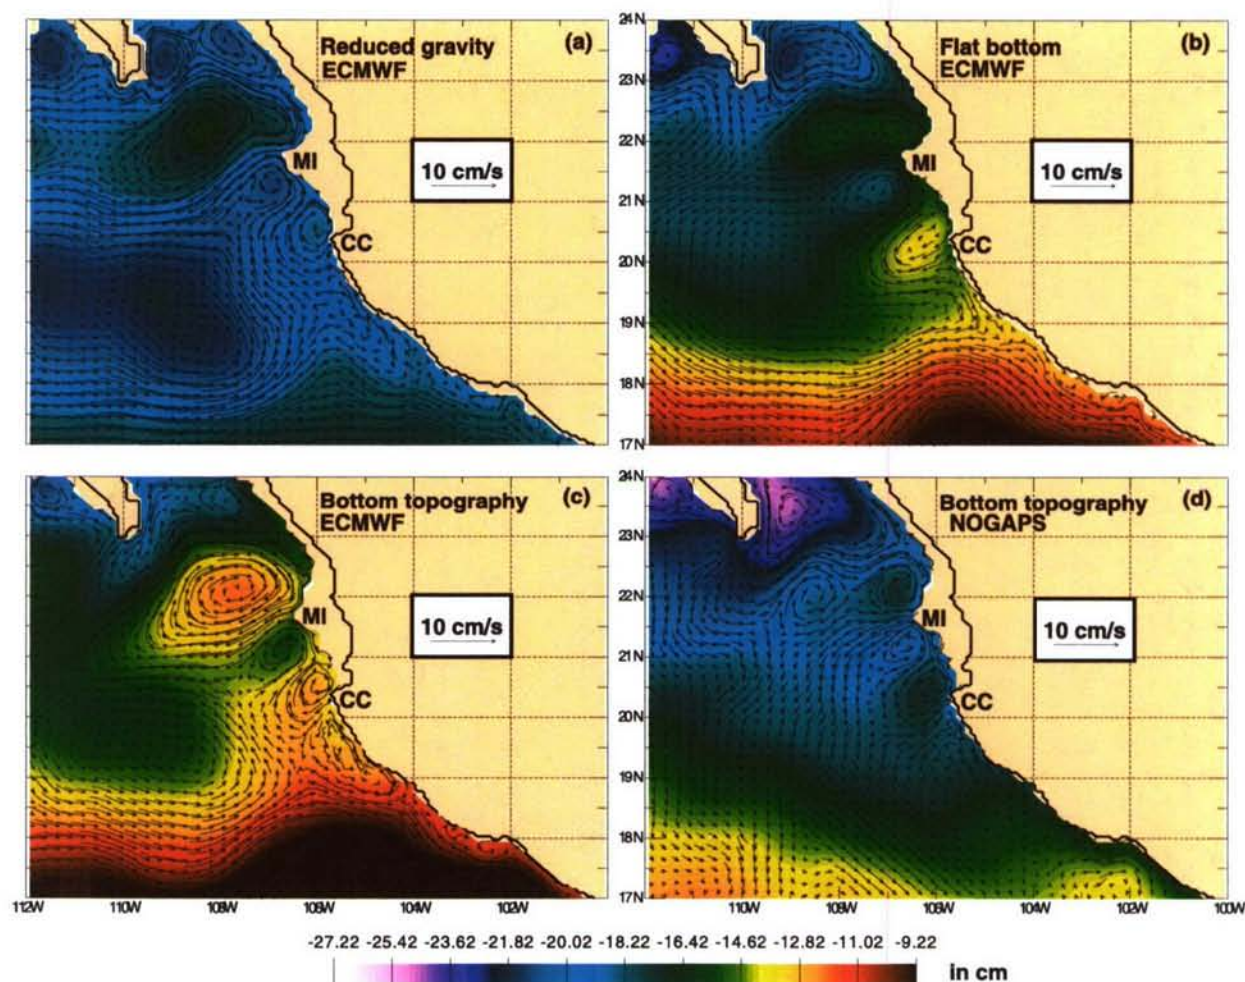 24N
Reduced gravity (a)
ECMWF
23N
22N
MI
10 cm/s
21N
CC
20N
19N
18N
17N
Flat bottom (b)
ECMWF
MI
10 cm/s
CC
24N
Bottom topography (c)
ECMWF
23N
22N
MI
10 cm/s
21N
CC
20N
19N
18N
17N
Bottom topography (d)
NOGAPS
MI
10 cm/s
CC
112W 110W 108W 106W 104W 102W 110W 108W 106W 104W 102W 100W
-27.22 -25.42 -23.62 -21.82 -20.02 -18.22 -16.42 -14.62 -12.82 -11.02 -9.22
in cm